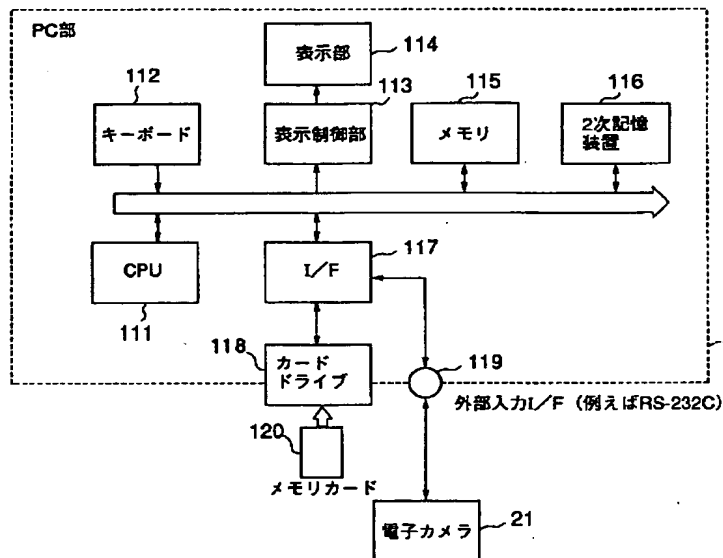 PC部
表示部
114
112
113
115
116
キーボード
表示制御部
メモリ
2次記憶
装置
CPU
I/F
117
111
118
カード
ドライブ
119
外部入力I/F (例えばRS-232C)
120
メモリカード
電子カメラ
21